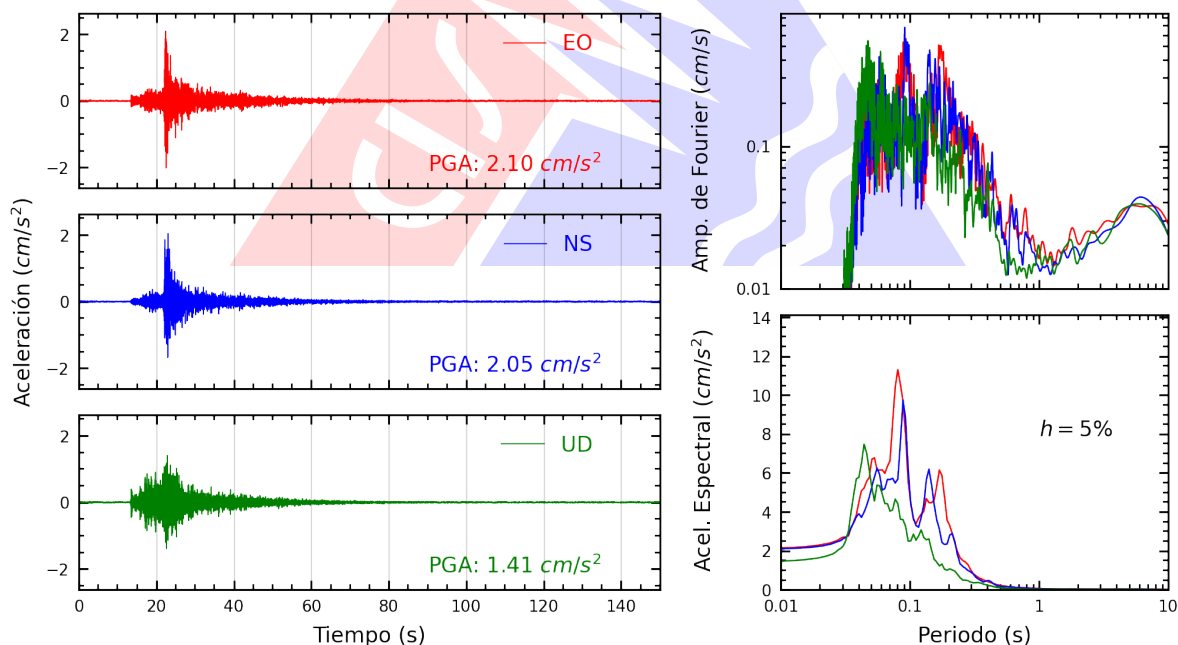 Aceleración (cm/s²)
2
0
−2
EO
PGA: 2.10 cm/s²
2
0
−2
NS
PGA: 2.05 cm/s²
2
0
−2
UD
PGA: 1.41 cm/s²
0 20 40 60 80 100 120 140
Tiempo (s)
Amp. de Fourier (cm/s)
0.1
0.01
Acel. Espectral (cm/s²)
14
12
10
8
6
4
2
0
h = 5%
0.01 0.1 1 10
Periodo (s)